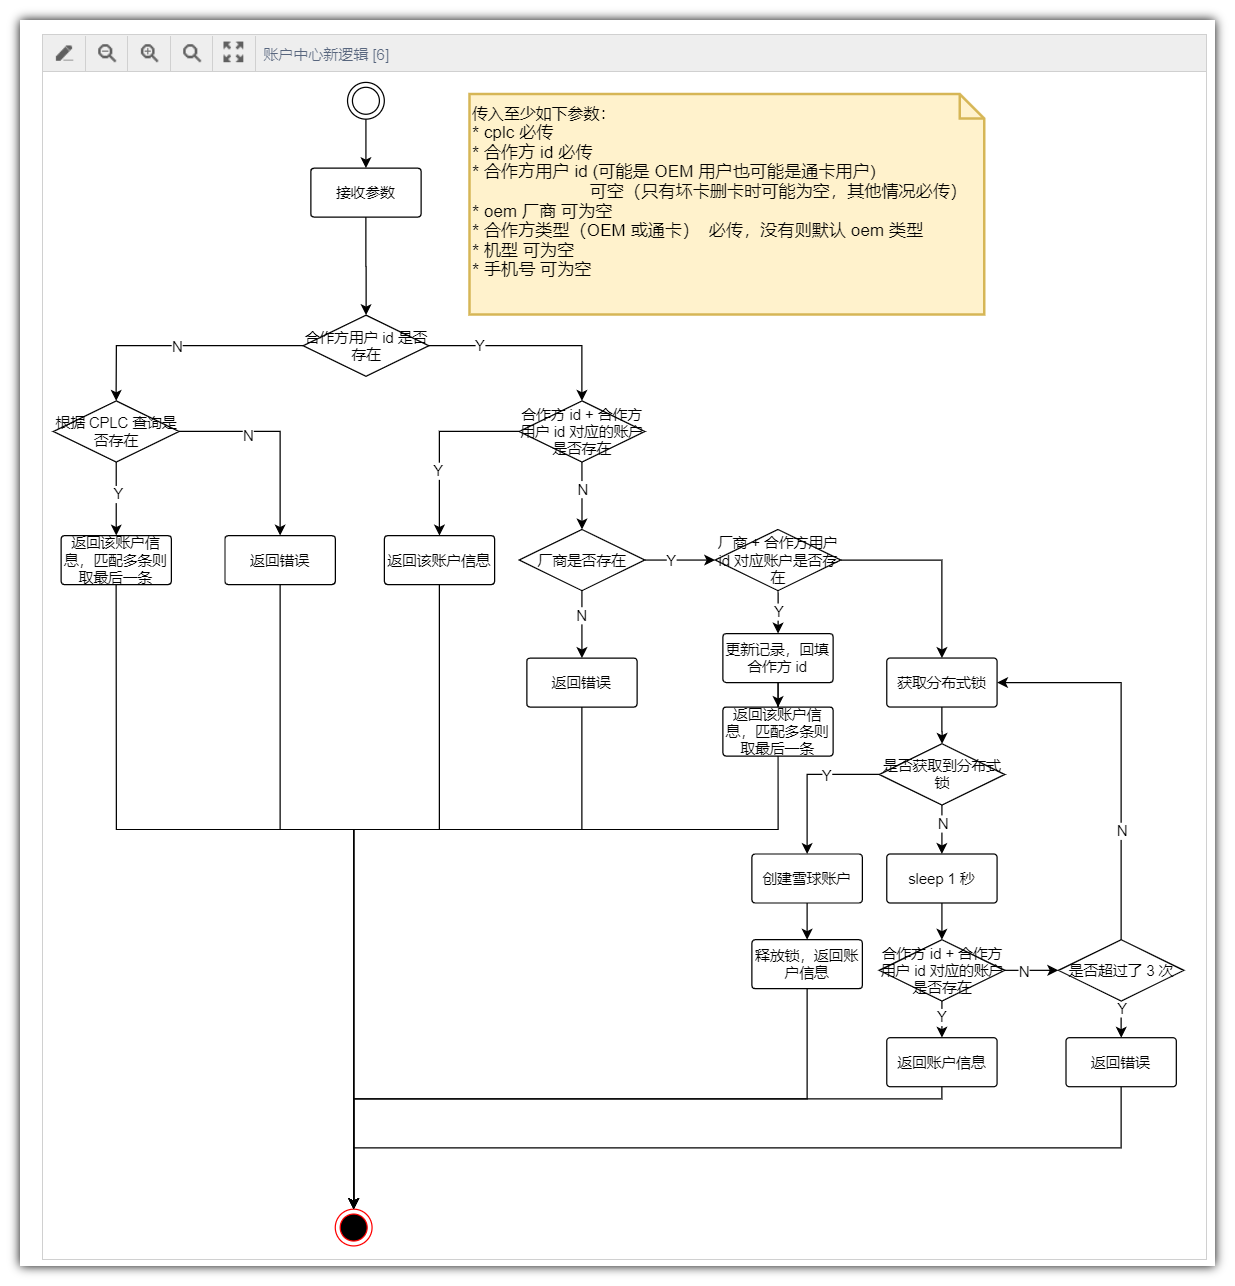 账户中心新逻辑 [6]
传入至少如下参数：
* cplc 必传
* 合作方 id 必传
* 合作方用户 id (可能是 OEM 用户也可能是通卡用户)
可空（只有坏卡删卡时可能为空，其他情况必传）
* oem 厂商 可为空
* 合作方类型（OEM 或通卡） 必传，没有则默认 oem 类型
* 机型 可为空
* 手机号 可为空
接收参数
合作方用户 id 是否
存在
N
Y
根据 CPLC 查询是
否存在
N
Y
合作方 id + 合作方
用户 id 对应的账户
是否存在
Y
N
返回该账户信
息，匹配多条则
取最后一条
返回错误
返回该账户信息
厂商是否存在
Y
N
厂商 + 合作方用户
id 对应账户是否存
在
Y
返回错误
更新记录，回填
合作方 id
返回该账户信
息，匹配多条则
取最后一条
获取分布式锁
是否获取到分布式
锁
Y
N
N
创建雪球账户
sleep 1 秒
释放锁，返回账
户信息
合作方 id + 合作方
用户 id 对应的账户
是否存在
N
是否超过了 3 次
Y
Y
返回账户信息
返回错误